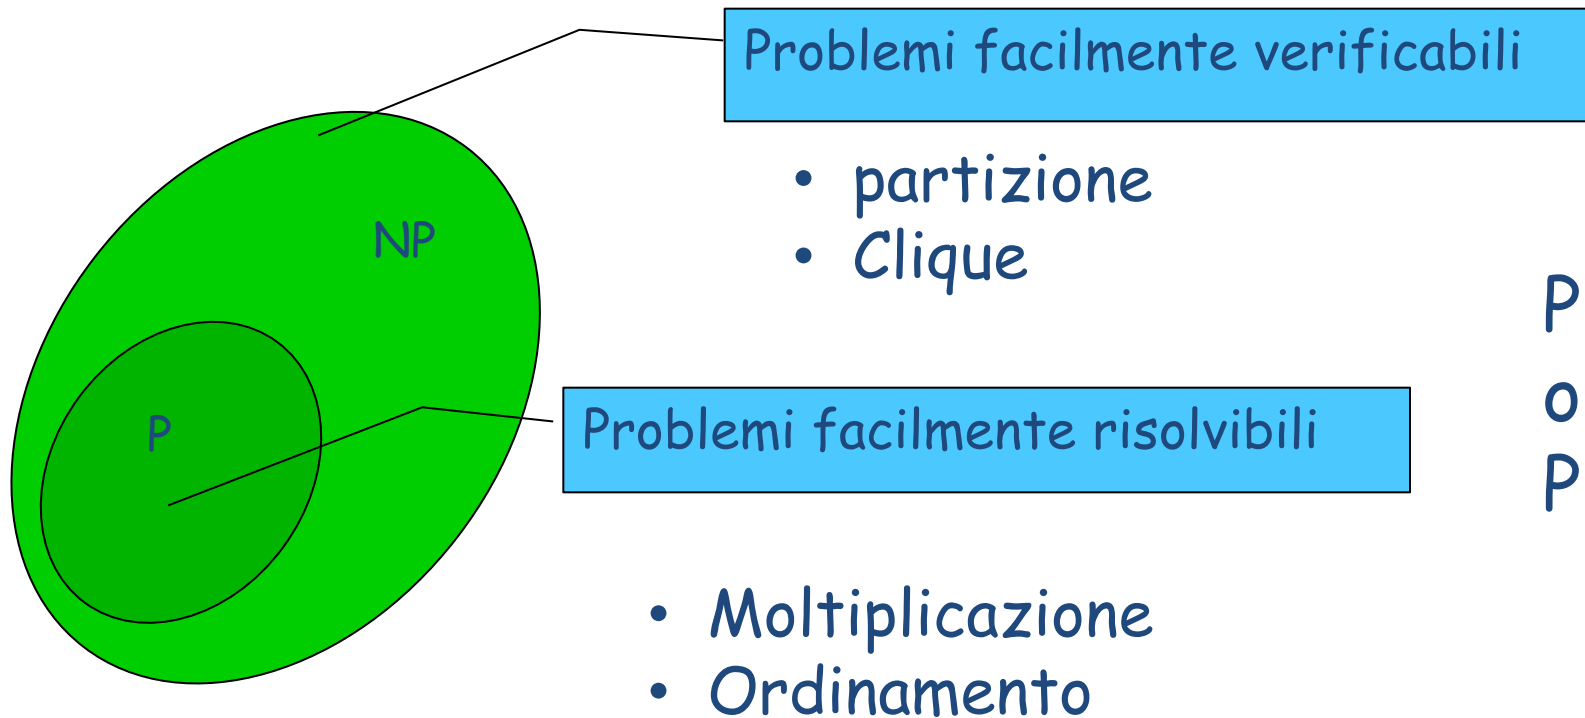 Problemi facilmente verificabili
• partizione
• Clique
NP
P
o
P
P
Problemi facilmente risolvibili
• Moltiplicazione
• Ordinamento